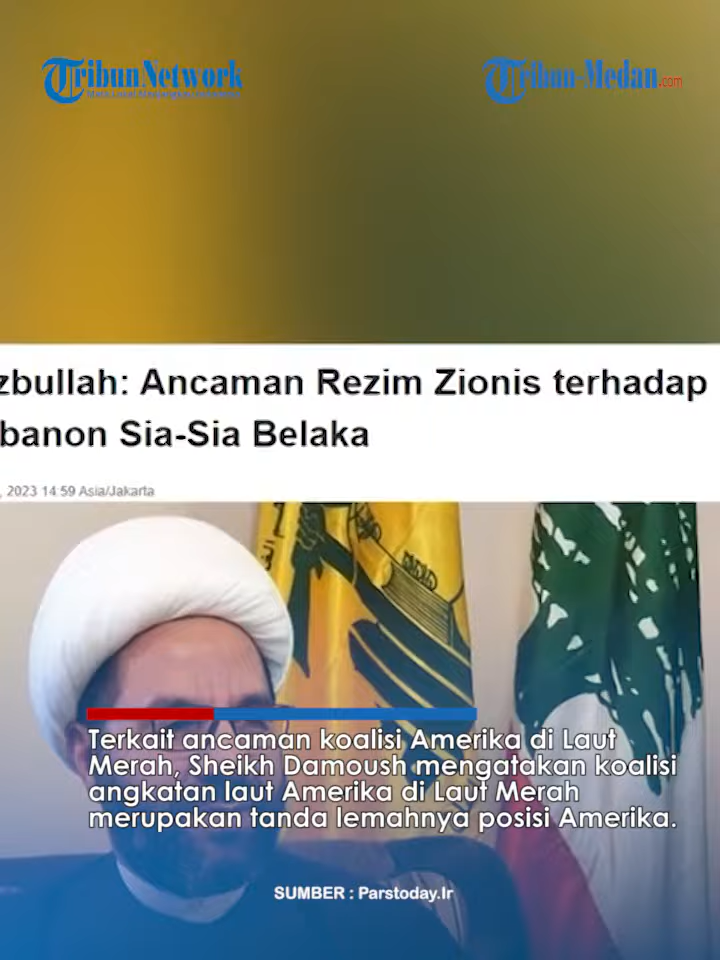 Tribun Network
Tribun-Medan.com
zbullah: Ancaman Rezim Zionis terhadap
banon Sia-Sia Belaka
, 2023 14:59 Asia/Jakarta
Terkait ancaman koalisi Amerika di Laut
Merah, Sheikh Damoush mengatakan koalisi
angkatan laut Amerika di Laut Merah
merupakan tanda lemahnya posisi Amerika.
SUMBER : Parstoday.Ir